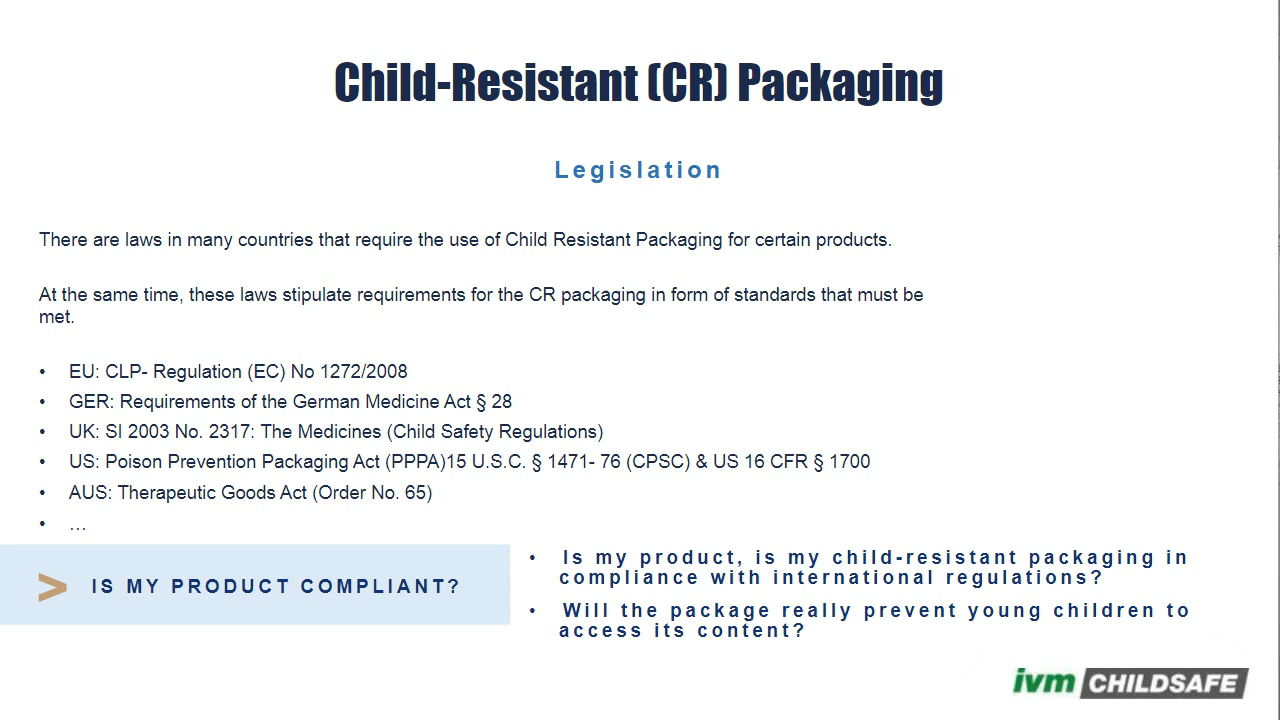 Child-Resistant (CR) Packaging
Legislation
There are laws in many countries that require the use of Child Resistant Packaging for certain products.
At the same time, these laws stipulate requirements for the CR packaging in form of standards that must be
met.
• EU: CLP- Regulation (EC) No 1272/2008
• GER: Requirements of the German Medicine Act § 28
• UK: SI 2003 No. 2317: The Medicines (Child Safety Regulations)
• US: Poison Prevention Packaging Act (PPPA)15 U.S.C. § 1471- 76 (CPSC) & US 16 CFR § 1700
• AUS: Therapeutic Goods Act (Order No. 65)
• …
> IS MY PRODUCT COMPLIANT?
• Is my product, is my child-resistant packaging in
compliance with international regulations?
• Will the package really prevent young children to
access its content?
ivm CHILDSAFE